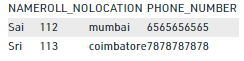 NAMEROLL_NOLOCATION PHONE_NUMBER
Sai 112 mumbai 6565656565
Sri 113 coimbatore7878787878